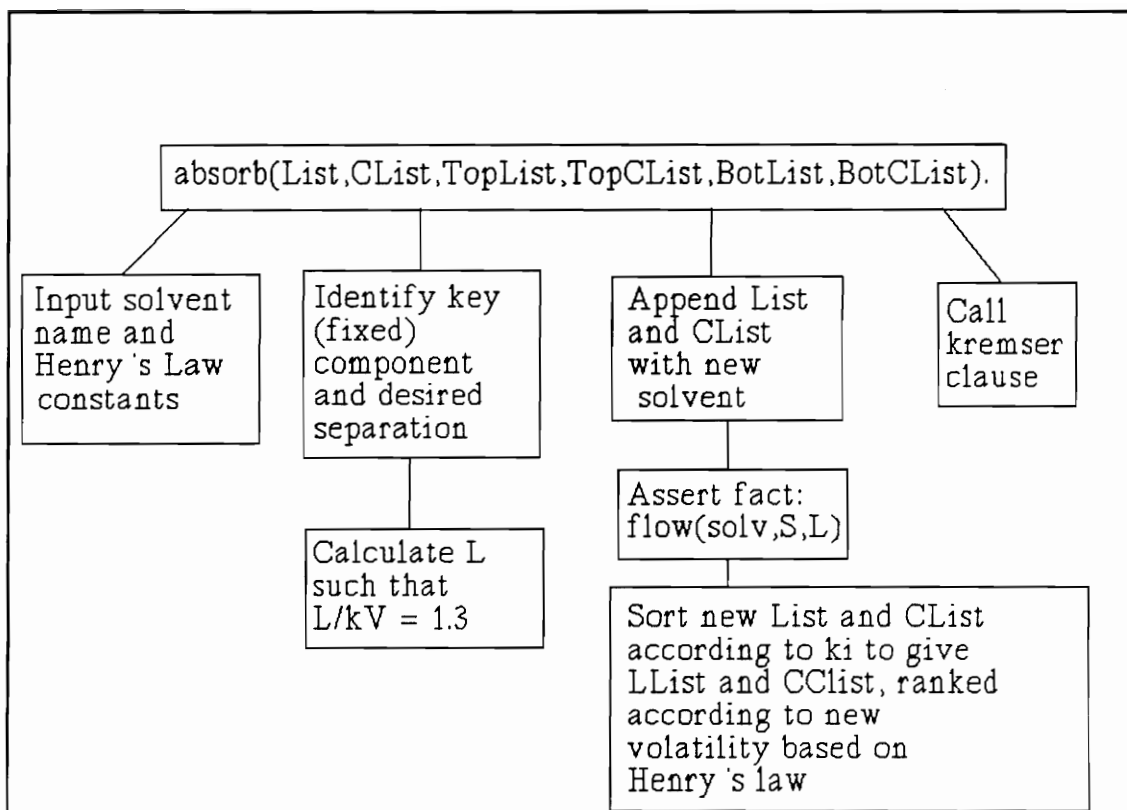 absorb(List,CList,TopList,TopCList,BotList,BotCList).
Input solvent
name and
Henry's Law
constants
Identify key
(fixed)
component
and desired
separation
Calculate L
such that
L/kV = 1.3
Append List
and CList
with new
solvent
Assert fact:
flow(solv,S,L)
Sort new List and CList
according to ki to give
LList and CClist, ranked
according to new
volatility based on
Henry's law
Call
kremser
clause